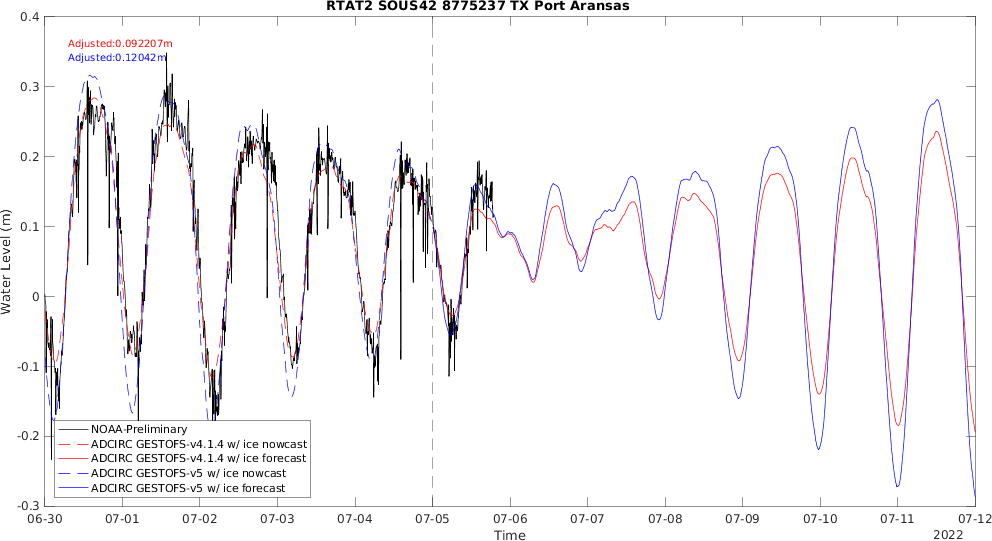 RTAT2 SOUS42 8775237 TX Port Aransas
Adjusted:0.092207m
Adjusted:0.12042m
0.4
0.3
0.2
0.1
0
-0.1
-0.2
-0.3
Water Level (m)
NOAA-Preliminary
ADCIRC GESTOFS-v4.1.4 w/ ice nowcast
ADCIRC GESTOFS-v4.1.4 w/ ice forecast
ADCIRC GESTOFS-v5 w/ ice nowcast
ADCIRC GESTOFS-v5 w/ ice forecast
06-30 07-01 07-02 07-03 07-04 07-05 07-06 07-07 07-08 07-09 07-10 07-11 07-12
Time
2022